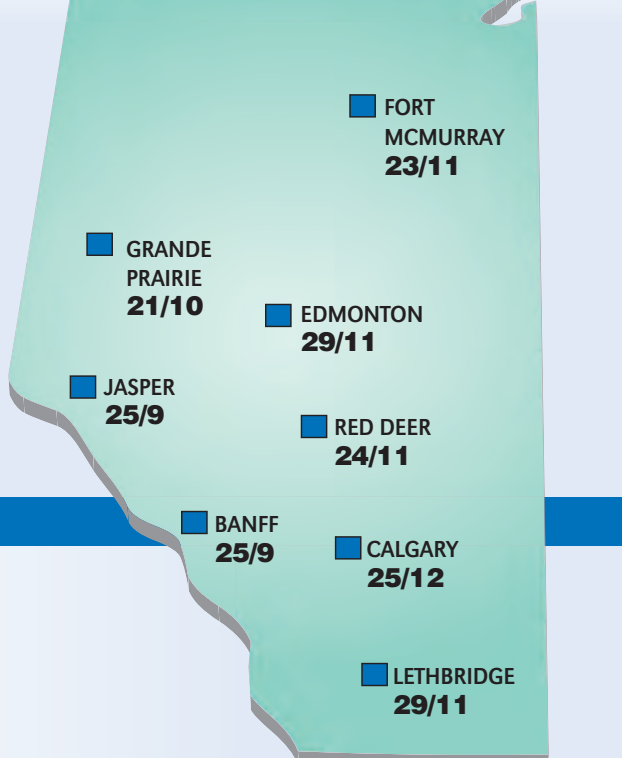 FORT
MCMURRAY
23/11
GRANDE
PRAIRIE
21/10
EDMONTON
29/11
JASPER
25/9
RED DEER
24/11
BANFF
25/9
CALGARY
25/12
LETHBRIDGE
29/11